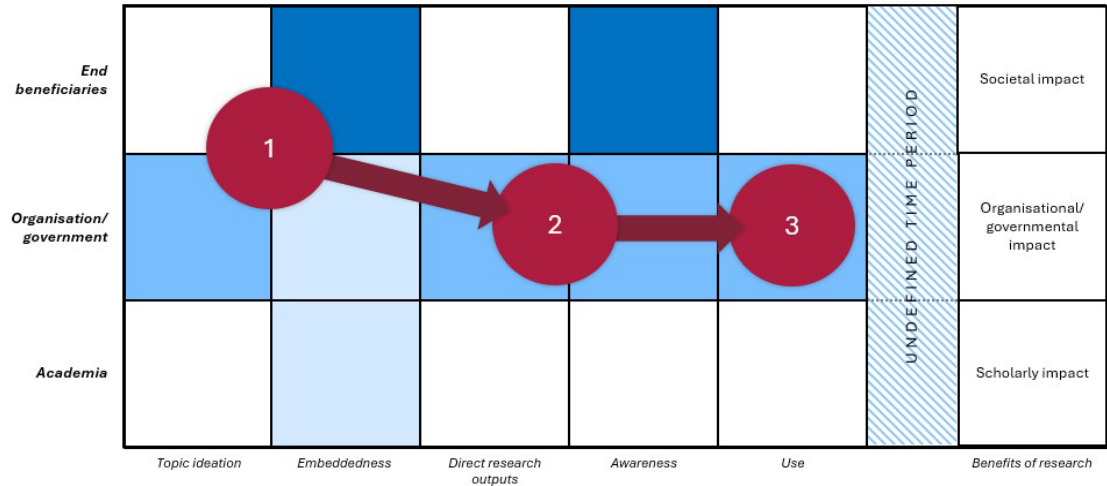 End
beneficiaries
Societal impact
1
UNDEFINED TIME PERIOD
Organisation/
government
2
3
Organisational/
governmental
impact
Academia
Scholarly impact
Topic ideation
Embeddedness
Direct research
outputs
Awareness
Use
Benefits of research